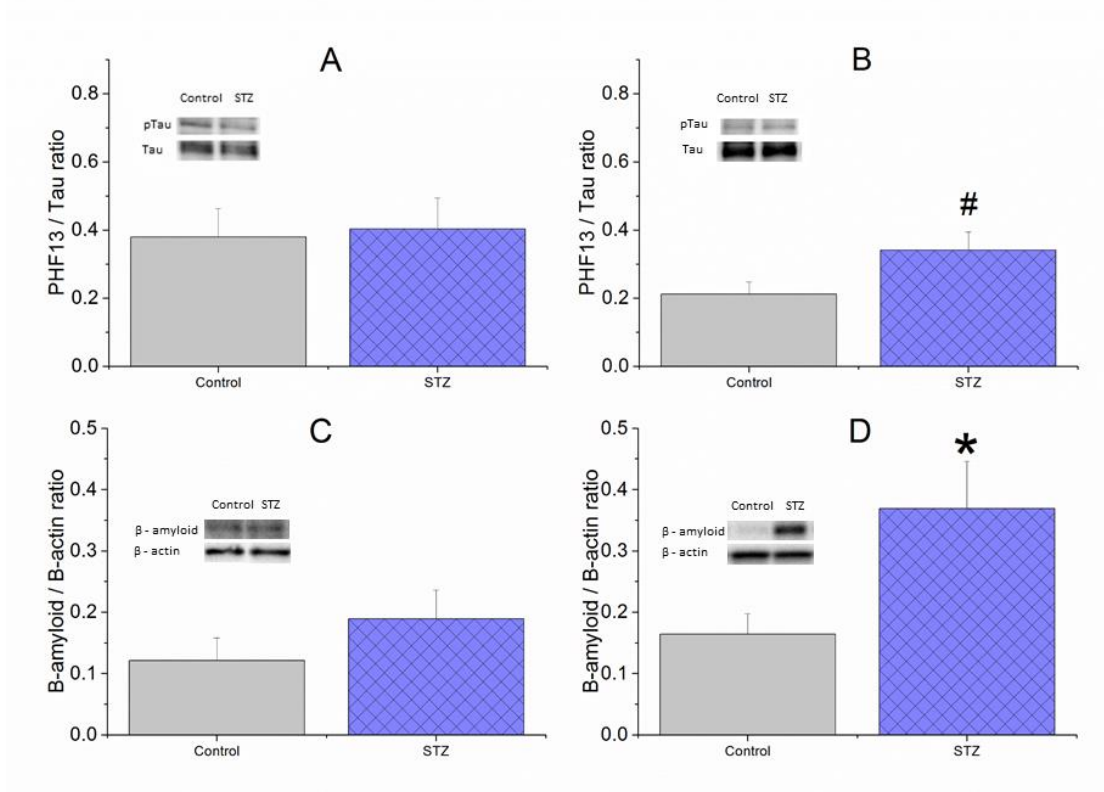 A
PHF13 / Tau ratio
0.8
0.6
0.4
0.2
0.0
Control STZ
pTau
Tau
Control STZ
B
PHF13 / Tau ratio
0.8
0.6
0.4
0.2
0.0
Control STZ
pTau
Tau
#
Control STZ
C
B-amyloid / B-actin ratio
0.5
0.4
0.3
0.2
0.1
0.0
Control STZ
β - amyloid
β - actin
Control STZ
D
B-amyloid / B-actin ratio
0.5
0.4
0.3
0.2
0.1
0.0
Control STZ
β - amyloid
β - actin
*
Control STZ